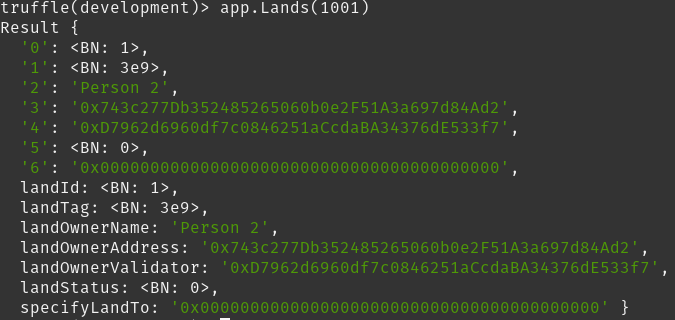 truffle(development)> app.Lands(1001)
Result {
  '0': <BN: 1>,
  '1': <BN: 3e9>,
  '2': 'Person 2',
  '3': '0x743c277Db352485265060b0e2F51A3a697d84Ad2',
  '4': '0xD7962d6960df7c0846251aCcdaBA34376dE533f7',
  '5': <BN: 0>,
  '6': '0x0000000000000000000000000000000000000000',
  landId: <BN: 1>,
  landTag: <BN: 3e9>,
  landOwnerName: 'Person 2',
  landOwnerAddress: '0x743c277Db352485265060b0e2F51A3a697d84Ad2',
  landOwnerValidator: '0xD7962d6960df7c0846251aCcdaBA34376dE533f7',
  landStatus: <BN: 0>,
  specifyLandTo: '0x0000000000000000000000000000000000000000' }